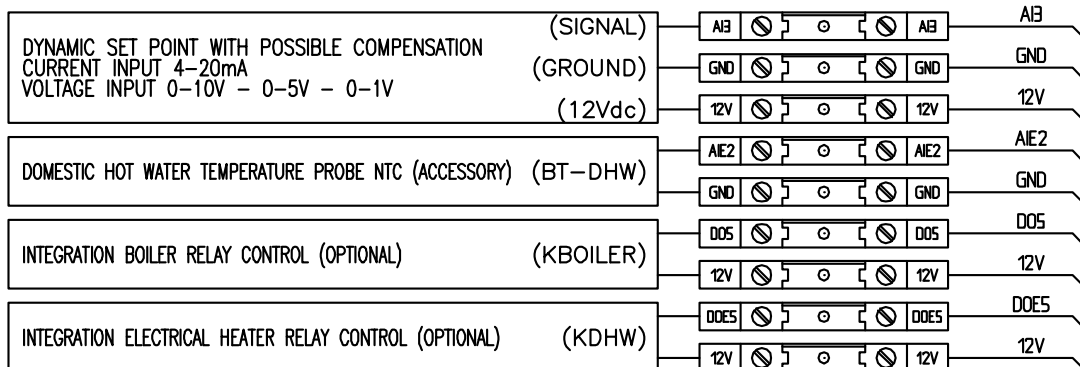 DYNAMIC SET POINT WITH POSSIBLE COMPENSATION
CURRENT INPUT 4-20mA
VOLTAGE INPUT 0-10V - 0-5V - 0-1V
(SIGNAL) AI3 AI3 AI3
(GROUND) GND GND GND
(12Vdc) 12V 12V 12V
DOMESTIC HOT WATER TEMPERATURE PROBE NTC (ACCESSORY) (BT-DHW)
AIE2 AIE2 AIE2
GND GND GND
INTEGRATION BOILER RELAY CONTROL (OPTIONAL) (KBOILER)
DO5 DO5 DO5
12V 12V 12V
INTEGRATION ELECTRICAL HEATER RELAY CONTROL (OPTIONAL) (KDHW)
DOE5 DOE5 DOE5
12V 12V 12V